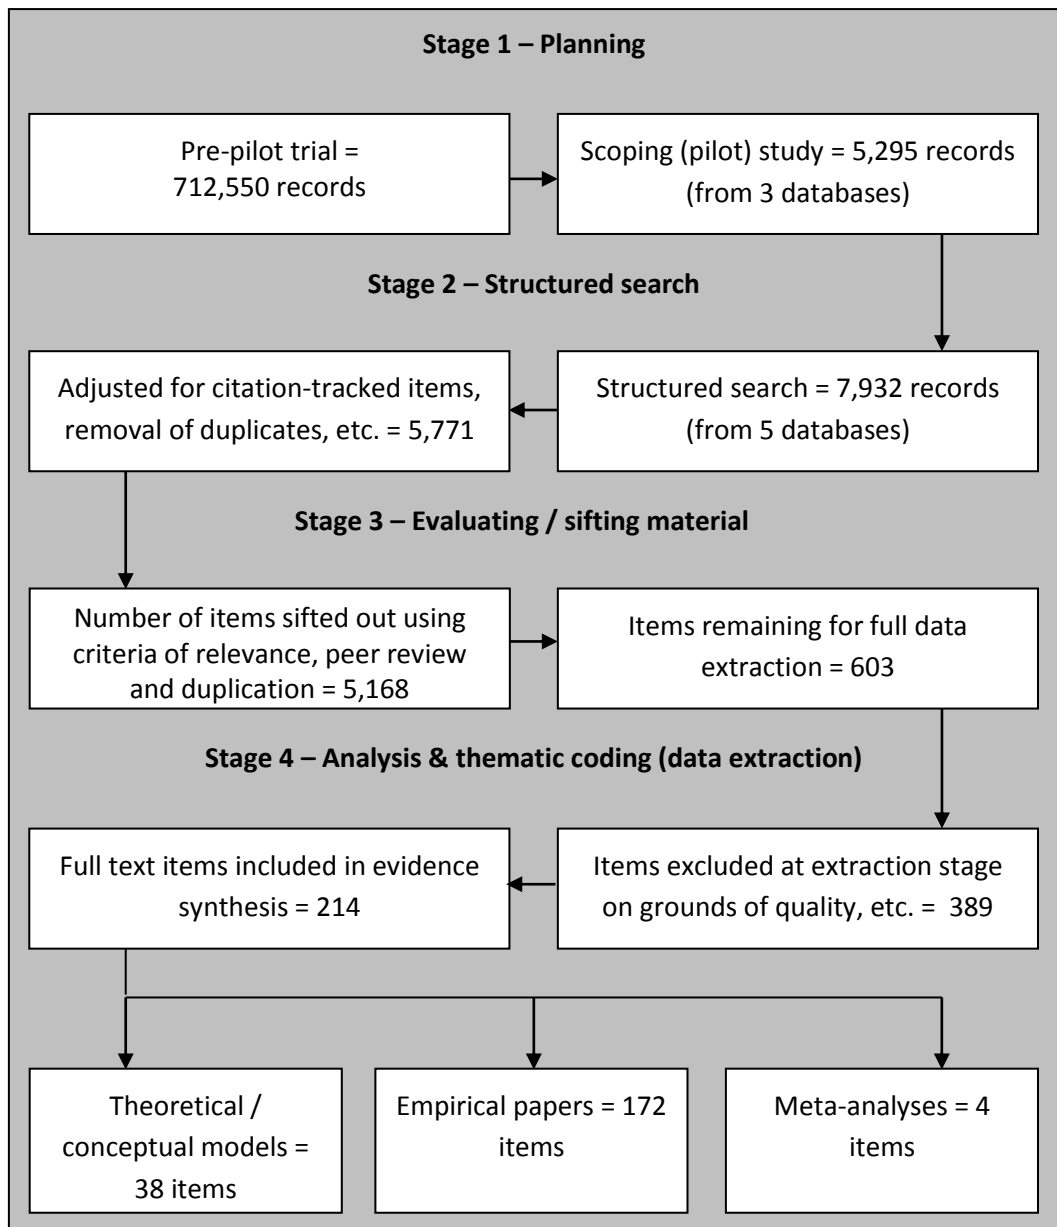 Stage 1 – Planning
Pre-pilot trial =
712,550 records
Scoping (pilot) study = 5,295 records
(from 3 databases)
Stage 2 – Structured search
Adjusted for citation-tracked items,
removal of duplicates, etc. = 5,771
Structured search = 7,932 records
(from 5 databases)
Stage 3 – Evaluating / sifting material
Number of items sifted out using
criteria of relevance, peer review
and duplication = 5,168
Items remaining for full data
extraction = 603
Stage 4 – Analysis & thematic coding (data extraction)
Full text items included in evidence
synthesis = 214
Items excluded at extraction stage
on grounds of quality, etc. = 389
Theoretical /
conceptual models =
38 items
Empirical papers = 172
items
Meta-analyses = 4
items